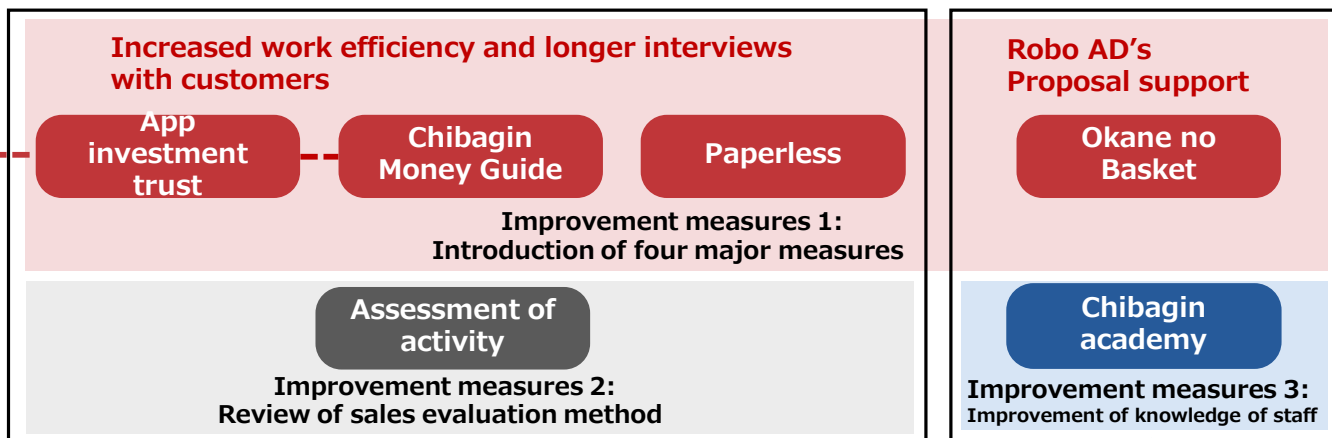 Increased work efficiency and longer interviews
with customers
App
investment
trust
Chibagin
Money Guide
Paperless
Improvement measures 1:
Introduction of four major measures
Robo AD's
Proposal support
Okane no
Basket
Assessment of
activity
Improvement measures 2:
Review of sales evaluation method
Chibagin
academy
Improvement measures 3:
Improvement of knowledge of staff